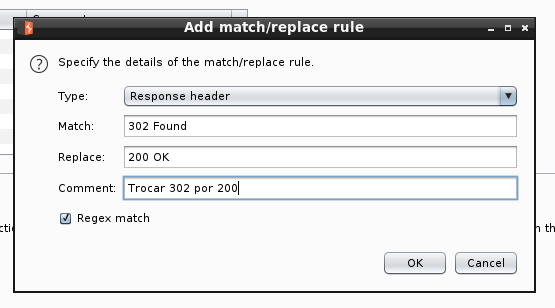 Add match/replace rule
Specify the details of the match/replace rule.
Type: Response header
Match: 302 Found
Replace: 200 OK
Comment: Trocar 302 por 200
Regex match
OK Cancel